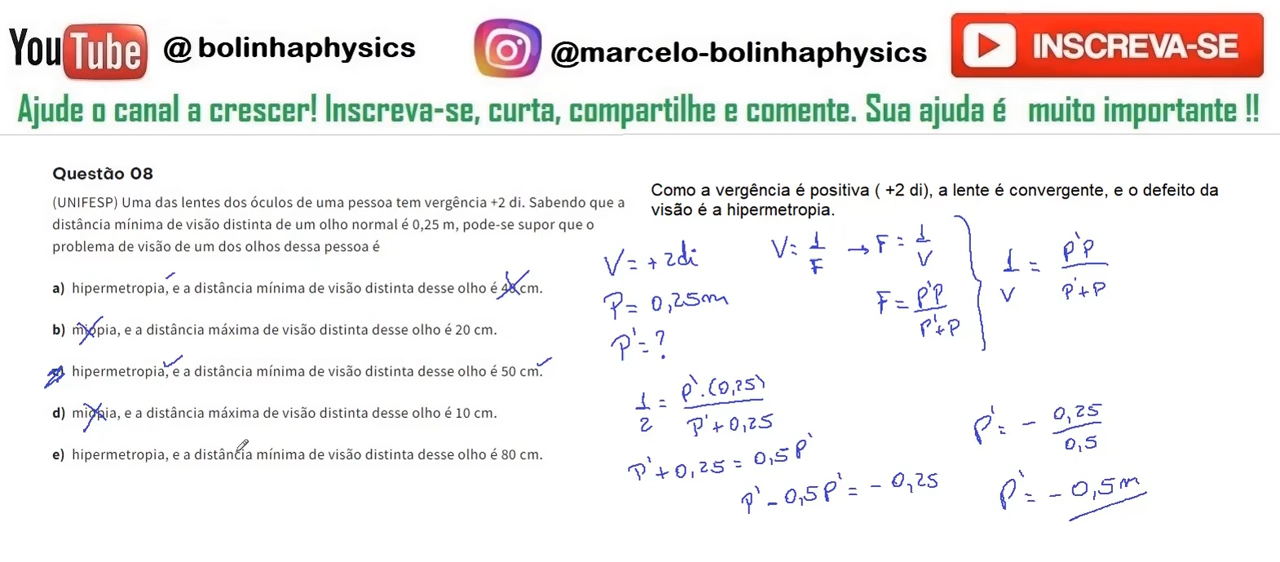 YouTube @bolinhaphysics @marcelo-bolinhaphysics INSCREVA-SE
Ajude o canal a crescer! Inscreva-se, curta, compartilhe e comente. Sua ajuda é muito importante !!
Questão 08
(UNIFESP) Uma das lentes dos óculos de uma pessoa tem vergência +2 di. Sabendo que a
distância mínima de visão distinta de um olho normal é 0,25 m, pode-se supor que o
problema de visão de um dos olhos dessa pessoa é
a) hipermetropia, e a distância mínima de visão distinta desse olho é 40 cm.
b) miopia, e a distância máxima de visão distinta desse olho é 20 cm.
hipermetropia, e a distância mínima de visão distinta desse olho é 50 cm.
d) miopia, e a distância máxima de visão distinta desse olho é 10 cm.
e) hipermetropia, e a distância mínima de visão distinta desse olho é 80 cm.
Como a vergência é positiva ( +2 di), a lente é convergente, e o defeito da
visão é a hipermetropia.
V = +2di
P = 0,25m
P' = ?
V = 1/F → F = 1/V
F = P'P/P'+P
1/V = P'P/P'+P
1/2 = P'.(0,25)/P'+0,25
P'+0,25 = 0,5P'
P'-0,5P' = -0,25
P' = -0,25/0,5
P' = -0,5m